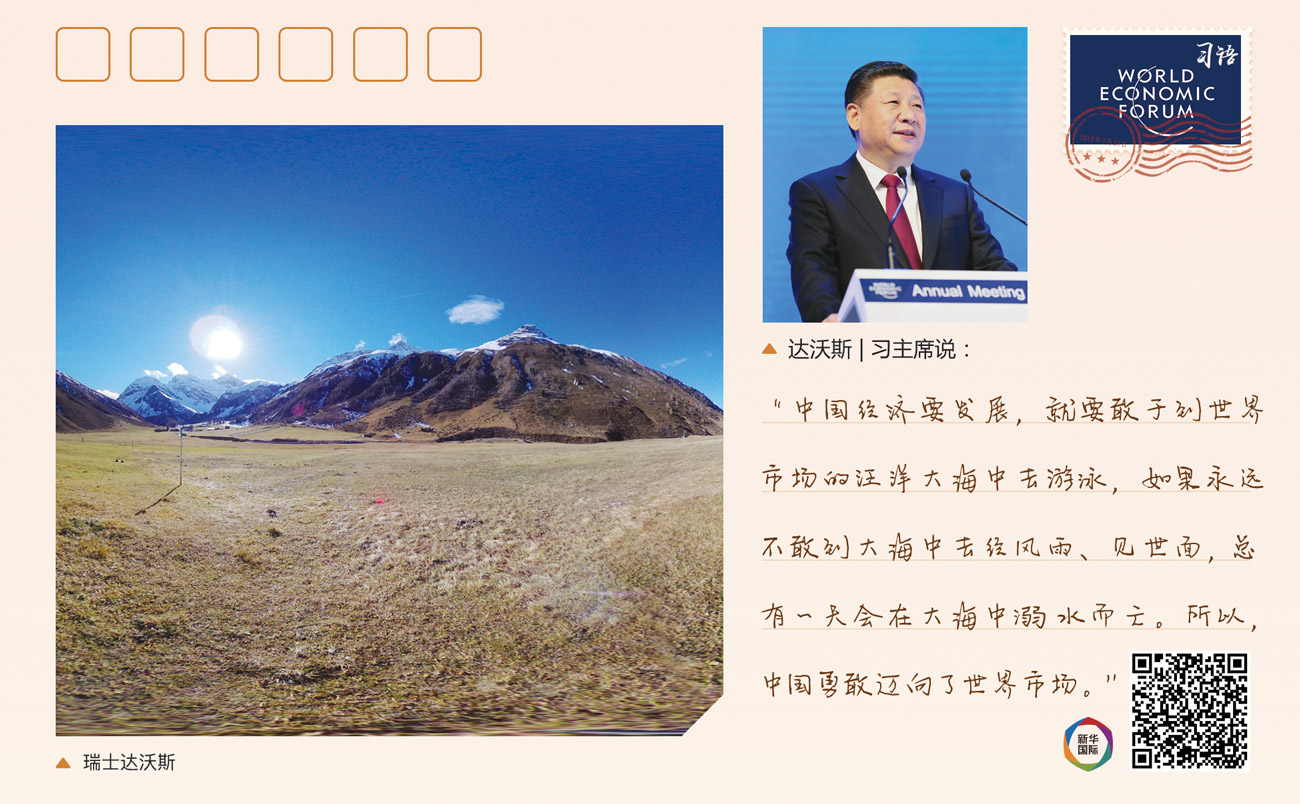 习语
WORLD
ECONOMIC
FORUM
WORLD
ECONOMIC
FORUM
Annual Meeting
达沃斯 | 习主席说：
“中国经济要发展，就要敢于到世界
市场的汪洋大海中去游泳，如果永远
不敢到大海中去经风雨、见世面，总
有一天会在大海中溺水而亡。所以，
中国勇敢迈向了世界市场。”
新华
国际
瑞士达沃斯